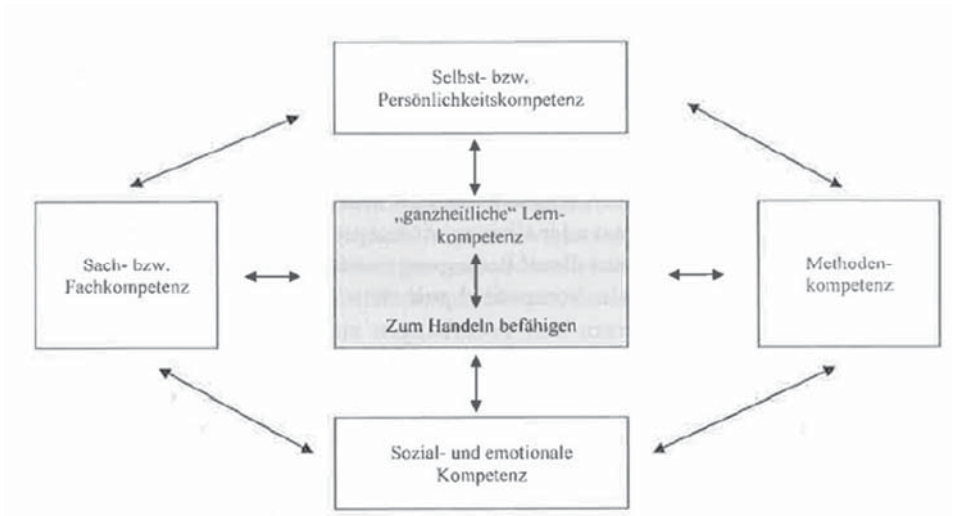 Selbst- bzw.
Persönlichkeitskompetenz
„ganzheitliche“ Lern-
kompetenz
Sach- bzw.
Fachkompetenz
Methoden-
kompetenz
Zum Handeln befähigen
Sozial- und emotionale
Kompetenz